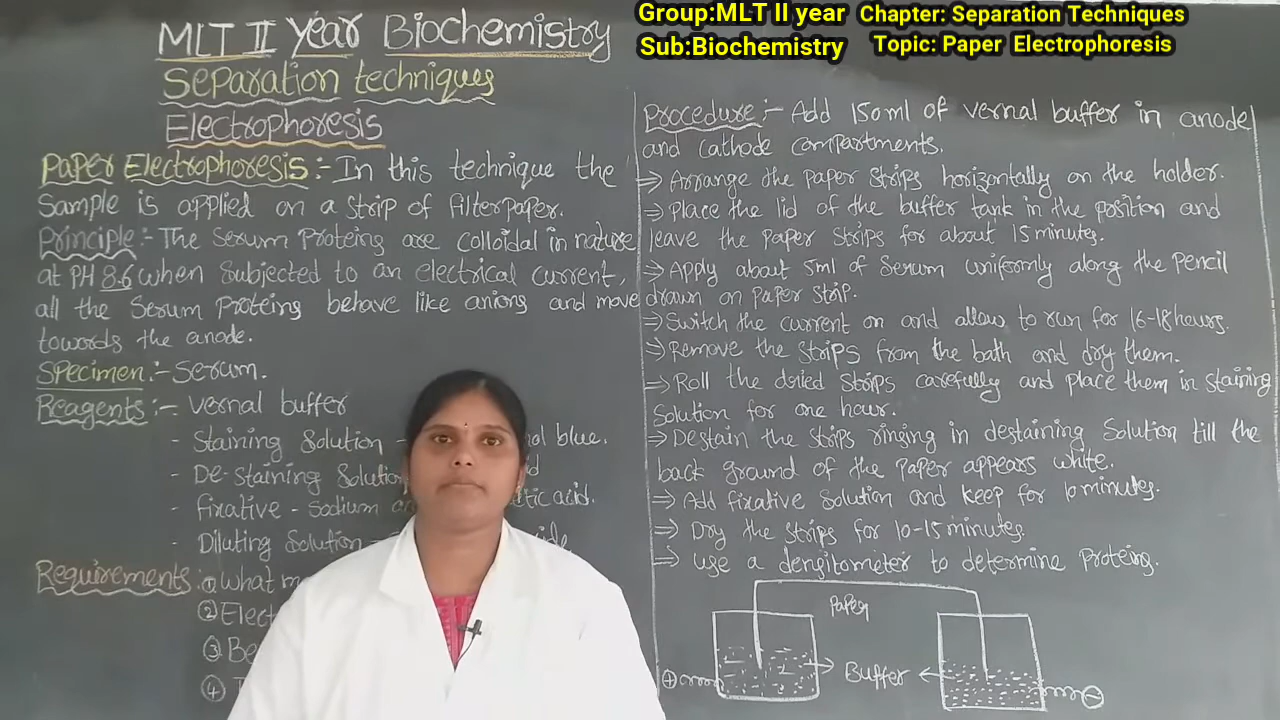 Group:MLT II year Chapter: Separation Techniques
Sub:Biochemistry Topic: Paper Electrophoresis
MLT II year Biochemistry
Separation techniques
Electrophoresis
Paper Electrophoresis:- In this technique the
Sample is applied on a strip of filterpaper.
Principle:- The Serum Proteins are colloidal in nature
at PH 8.6 when Subjected to an electrical current,
all the Serum Proteins behave like anions and move
towords the anode.
Specimen:- Serum.
Reagents:- Vernal buffer
- Staining Solution - blue.
- De-Staining Solution
- Fixative - Sodium acid.
- Diluting Solution -
Requirements: ① What
②
③
④
Procedure:- Add 150ml of vernal buffer in anode
and cathode compartments.
⇒ Arrange the Paper Strips horizontally on the holder.
⇒ Place the lid of the buffer tank in the position and
leave the Paper Strips for about 15 minutes.
⇒ Apply about 5ml of Serum uniformly along the Pencil
drawn on Paper Strip.
⇒ Switch the current on and allow to run for 16-18 hours.
⇒ Remove the Strips from the bath and dry them.
⇒ Roll the dried Strips carefully and place them in staining
Solution for one hour.
⇒ Destain the Strips ringing in destaining Solution till the
back ground of the Paper appears white.
⇒ Add fixative Solution and keep for 10 minutes.
⇒ Dry the Strips for 10-15 minutes.
⇒ Use a densitometer to determine proteins.
Paper
+ Buffer -